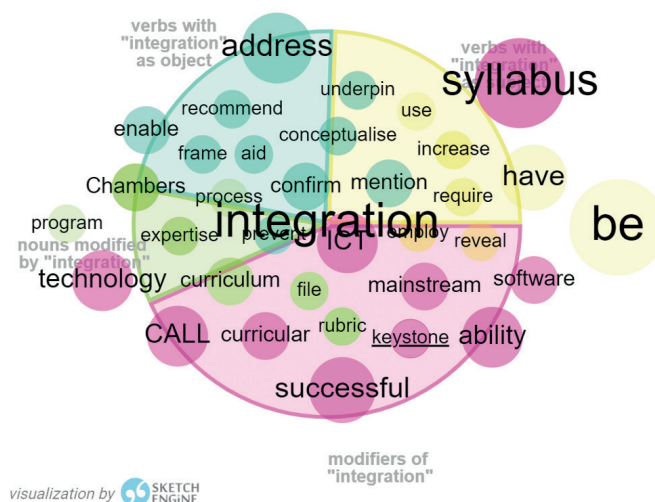 verbs with
"integration"
as object
address
verbs with
"integration"
syllabus
underpin
recommend
use
enable
conceptualise
increase
frame
aid
have
Chambers
process
confirm
mention
require
be
program
integration
expertise
prevent
ICT
employ
reveal
nouns modified
by "integration"
technology
curriculum
file
mainstream
software
CALL
curricular
rubric
keystone
ability
successful
modifiers of
"integration"
visualization by
SKETCH
ENGINE